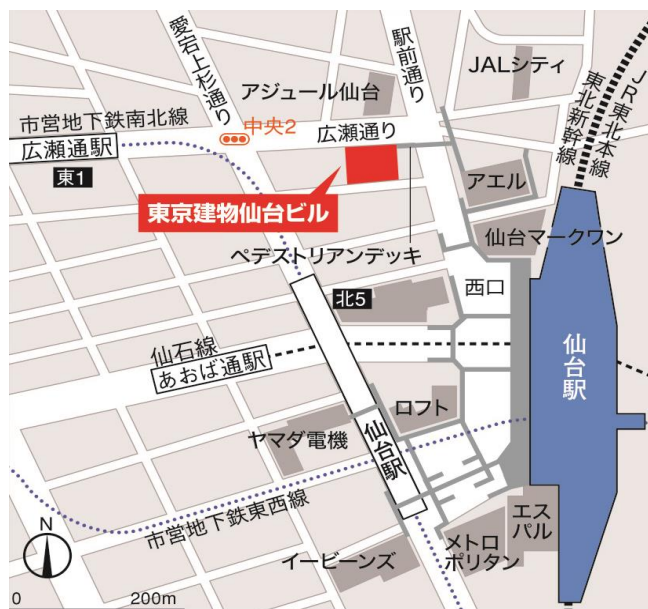 愛宕上杉通り
駅前通り
JALシティ
JR東北本線
東北新幹線
アジュール仙台
市営地下鉄南北線
中央2
広瀬通り
広瀬通駅
東1
アエル
東京建物仙台ビル
仙台マークワン
ペデストリアンデッキ
西口
北5
仙石線
あおば通駅
仙台駅
ロフト
ヤマダ電機
仙台駅
市営地下鉄東西線
エス
パル
メトロ
ポリタン
イービーンズ
N
0 200m